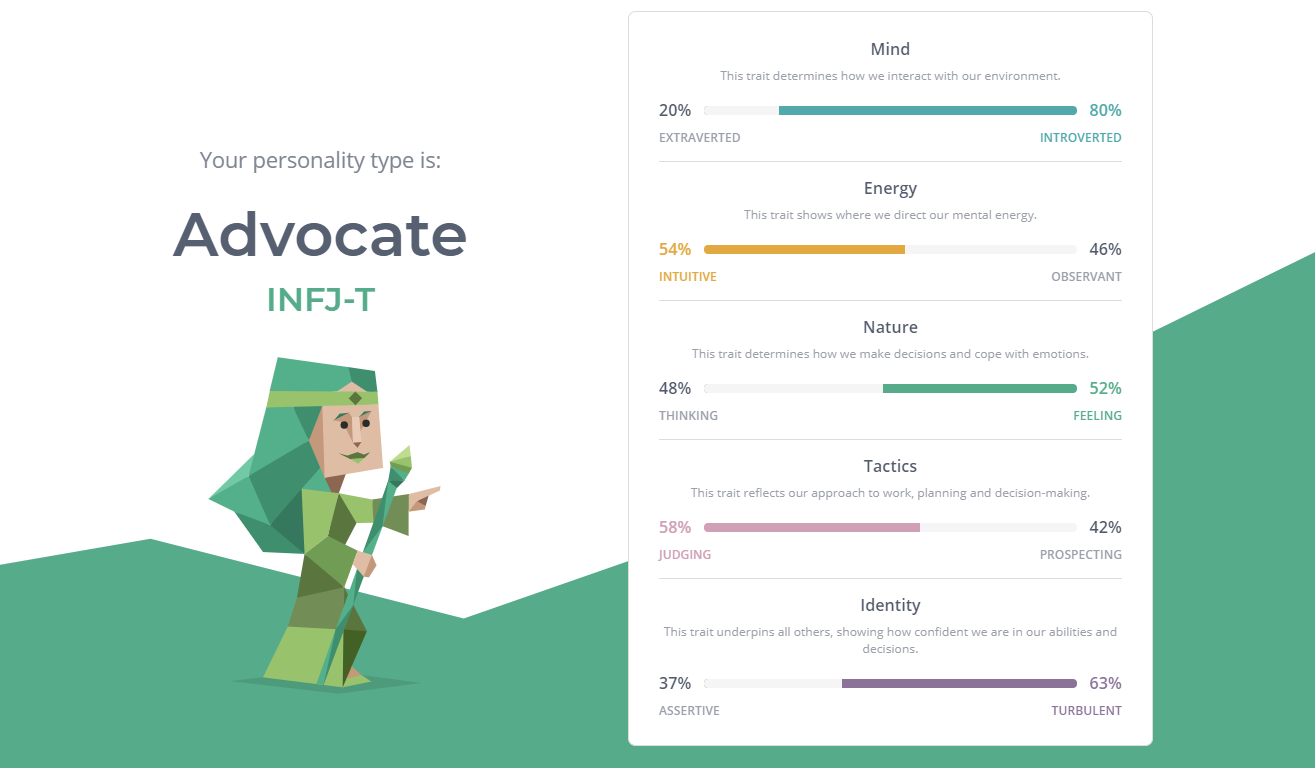 Your personality type is:
Advocate
INFJ-T
Mind
This trait determines how we interact with our environment.
20% 80%
EXTRAVERTED INTROVERTED
Energy
This trait shows where we direct our mental energy.
54% 46%
INTUITIVE OBSERVANT
Nature
This trait determines how we make decisions and cope with emotions.
48% 52%
THINKING FEELING
Tactics
This trait reflects our approach to work, planning and decision-making.
58% 42%
JUDGING PROSPECTING
Identity
This trait underpins all others, showing how confident we are in our abilities and
decisions.
37% 63%
ASSERTIVE TURBULENT